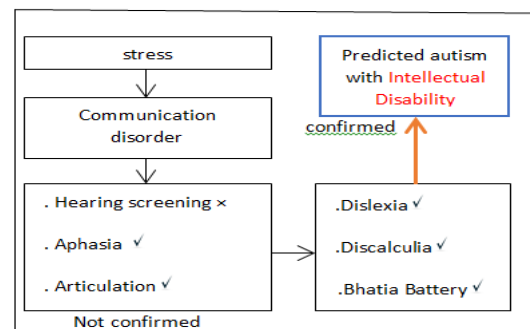 stress
Communication
disorder
. Hearing screening ×
. Aphasia ✓
. Articulation ✓
Not confirmed
.Dislexia ✓
.Discalculia ✓
.Bhatia Battery ✓
confirmed
Predicted autism
with Intellectual
Disability